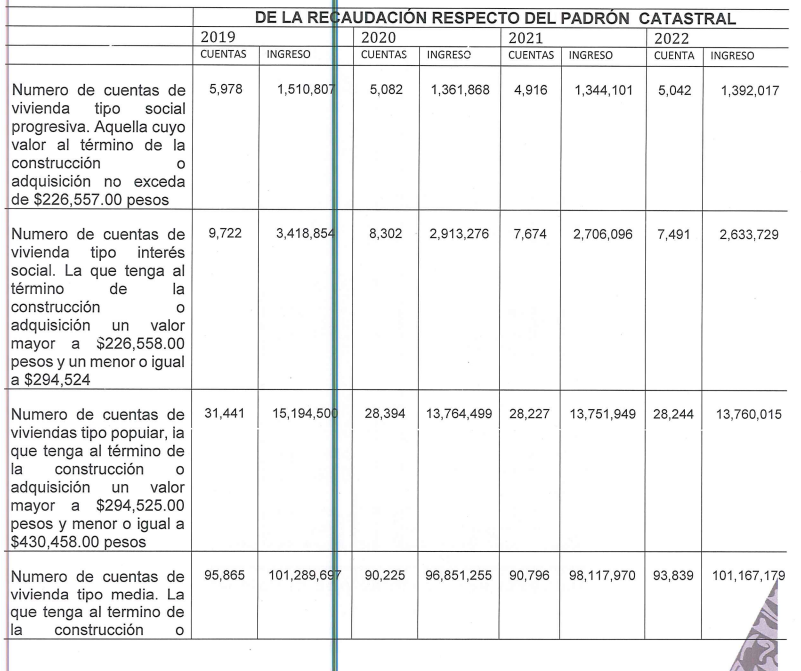 DE LA RECAUDACIÓN RESPECTO DEL PADRÓN CATASTRAL
2019 2020 2021 2022
CUENTAS INGRESO CUENTAS INGRESO CUENTAS INGRESO CUENTA INGRESO
Numero de cuentas de 5,978 1,510,807 5,082 1,361,868 4,916 1,344,101 5,042 1,392,017
vivienda tipo social
progresiva. Aquella cuyo
valor al término de la
construcción o
adquisición no exceda
de $226,557.00 pesos
Numero de cuentas de 9,722 3,418,854 8,302 2,913,276 7,674 2,706,096 7,491 2,633,729
vivienda tipo interés
social. La que tenga al
término de la
construcción o
adquisición un valor
mayor a $226,558.00
pesos y un menor o igual
a $294,524
Numero de cuentas de 31,441 15,194,500 28,394 13,764,499 28,227 13,751,949 28,244 13,760,015
viviendas tipo popular, la
que tenga al término de
la construcción o
adquisición un valor
mayor a $294,525.00
pesos y menor o igual a
$430,458.00 pesos
Numero de cuentas de 95,865 101,289,697 90,225 96,851,255 90,796 98,117,970 93,839 101,167,179
vivienda tipo media. La
que tenga al termino de
la construcción o